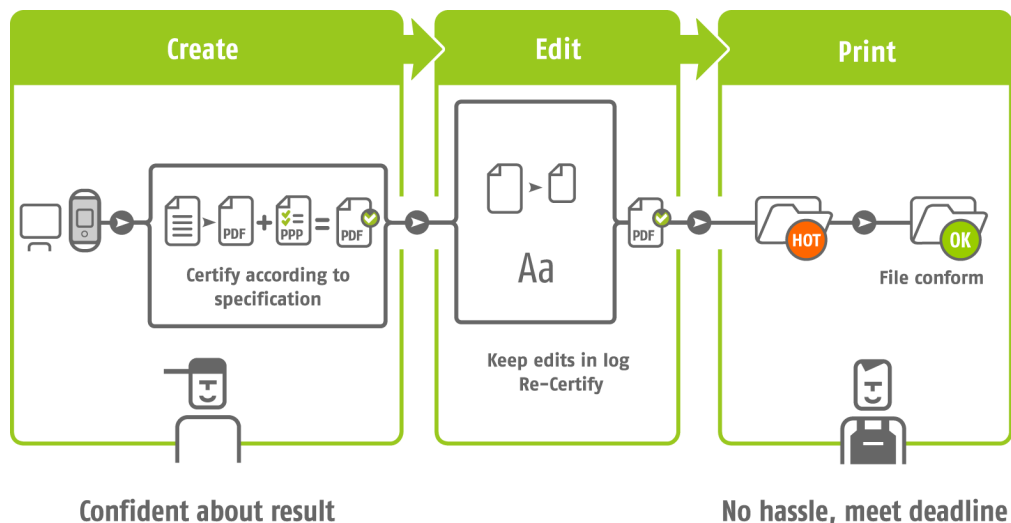 Create
Edit
Print
PDF
PPP
PDF
Certify according to
specification
Aa
PDF
Keep edits in log
Re-Certify
HOT
OK
File conform
Confident about result
No hassle, meet deadline